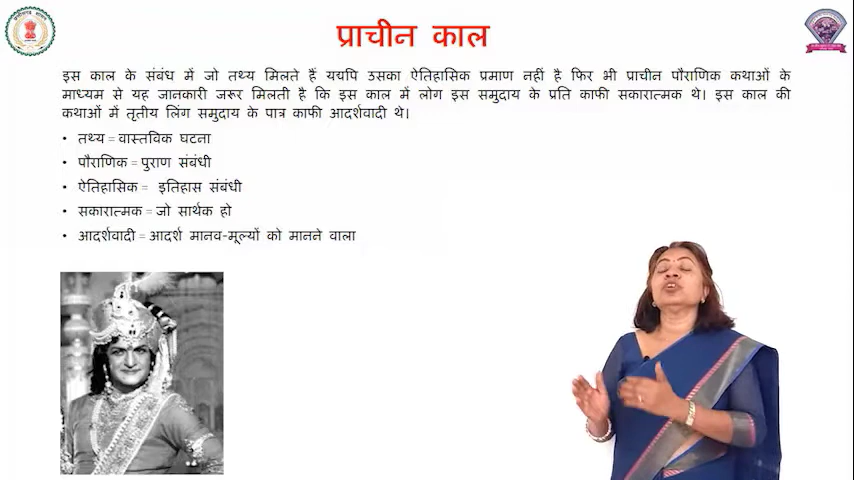 प्राचीन काल
इस काल के संबंध में जो तथ्य मिलते हैं यद्यपि उसका ऐतिहासिक प्रमाण नहीं है फिर भी प्राचीन पौराणिक कथाओं के
माध्यम से यह जानकारी जरूर मिलती है कि इस काल में लोग इस समुदाय के प्रति काफी सकारात्मक थे। इस काल की
कथाओं में तृतीय लिंग समुदाय के पात्र काफी आदर्शवादी थे।
• तथ्य = वास्तविक घटना
• पौराणिक = पुराण संबंधी
• ऐतिहासिक = इतिहास संबंधी
• सकारात्मक = जो सार्थक हो
• आदर्शवादी = आदर्श मानव-मूल्यों को मानने वाला